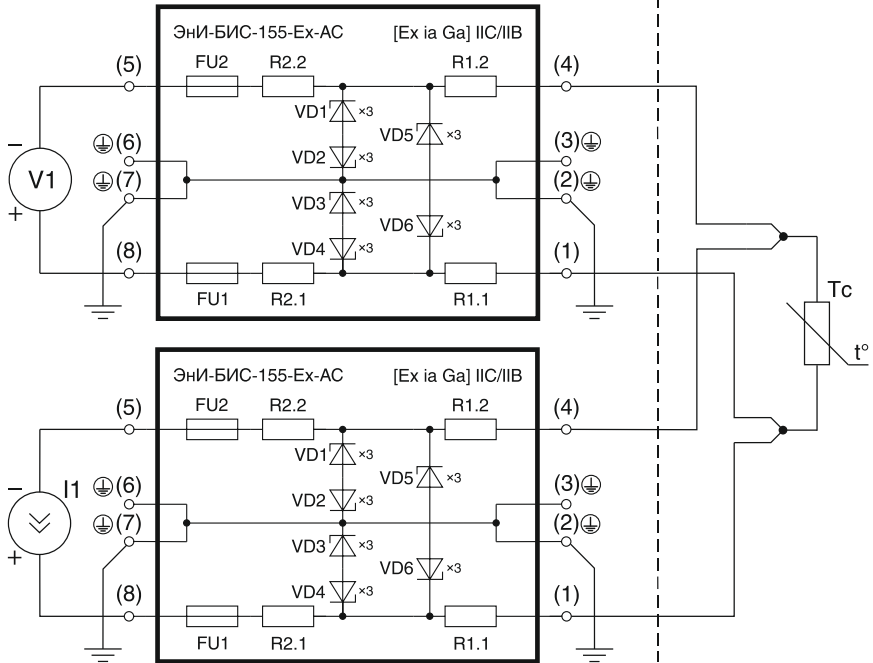 ЭнИ-БИС-155-Ex-AC [Ex ia Ga] IIC/IIB
(5) FU2 R2.2 R1.2 (4)
VD1 ×3
VD5 ×3
− (6) (3)
VD2 ×3
V1
+ (7) (2)
VD3 ×3
VD6 ×3
VD4 ×3
(8) (1)
FU1 R2.1 R1.1
Tc
t°
ЭнИ-БИС-155-Ex-AC [Ex ia Ga] IIC/IIB
(5) FU2 R2.2 R1.2 (4)
VD1 ×3
VD5 ×3
− I1 (6) (3)
VD2 ×3
(7) (2)
+ VD3 ×3
VD6 ×3
VD4 ×3
(8) (1)
FU1 R2.1 R1.1